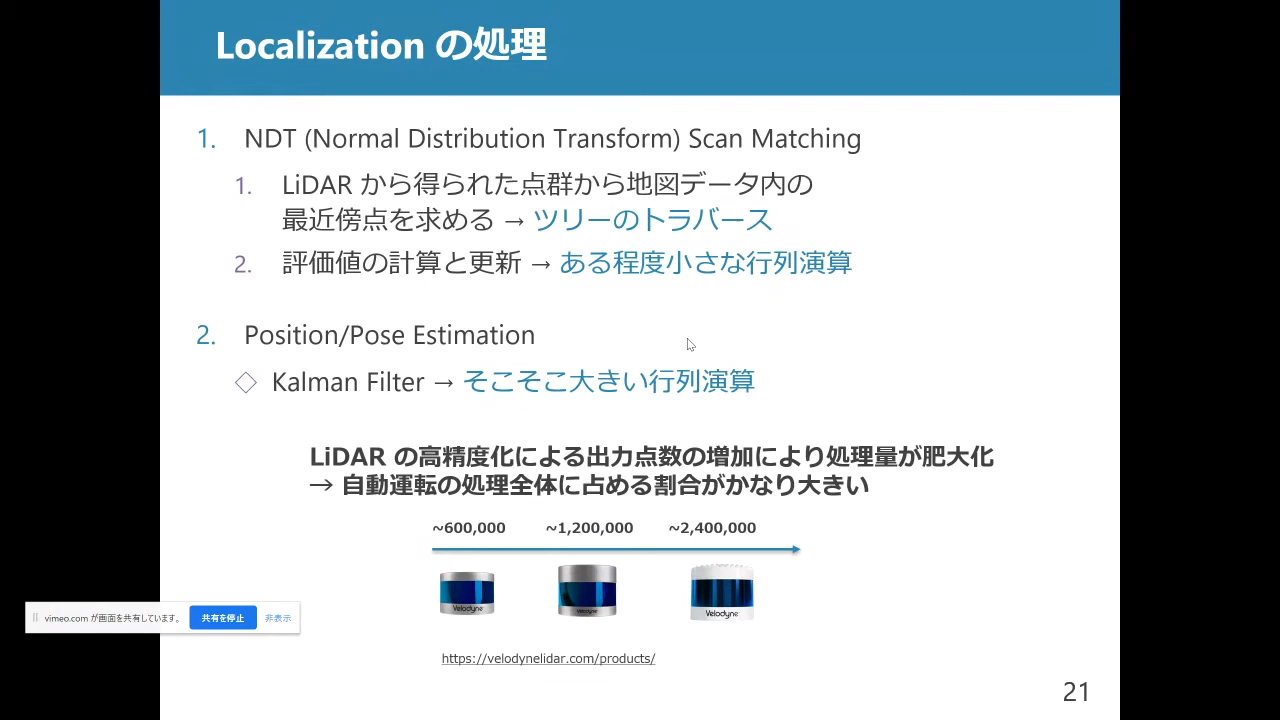 Localization の処理
1. NDT (Normal Distribution Transform) Scan Matching
1. LiDAR から得られた点群から地図データ内の
最近傍点を求める → ツリーのトラバース
2. 評価値の計算と更新 → ある程度小さな行列演算
2. Position/Pose Estimation
◇ Kalman Filter → そこそこ大きい行列演算
LiDAR の高精度化による出力点数の増加により処理量が肥大化
→ 自動運転の処理全体に占める割合がかなり大きい
~600,000 ~1,200,000 ~2,400,000
Velodyne Velodyne Velodyne
vimeo.com が画面を共有しています。 共有を停止 非表示
https://velodynelidar.com/products/
21